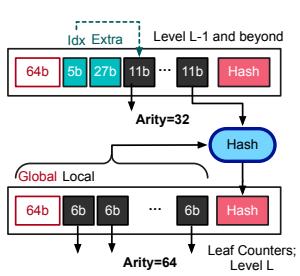 Idx Extra Level L-1 and beyond
64b 5b 27b 11b ... 11b Hash
Arity=32
Hash
Global Local
64b 6b 6b ... 6b Hash
Arity=64
Leaf Counters;
Level L